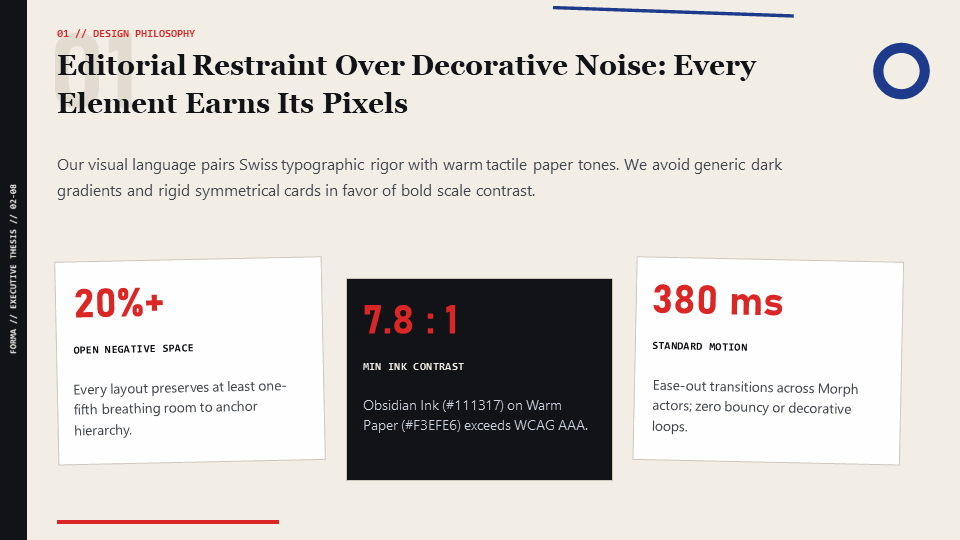 FORMA // EXECUTIVE THESIS // 02-08
01
01 // DESIGN PHILOSOPHY
Editorial Restraint Over Decorative Noise: Every
Element Earns Its Pixels
Our visual language pairs Swiss typographic rigor with warm tactile paper tones. We avoid generic dark
gradients and rigid symmetrical cards in favor of bold scale contrast.
20%+
OPEN NEGATIVE SPACE
Every layout preserves at least one-
fifth breathing room to anchor
hierarchy.
7.8 : 1
MIN INK CONTRAST
Obsidian Ink (#111317) on Warm
Paper (#F3EFE6) exceeds WCAG AAA.
380 ms
STANDARD MOTION
Ease-out transitions across Morph
actors; zero bouncy or decorative
loops.